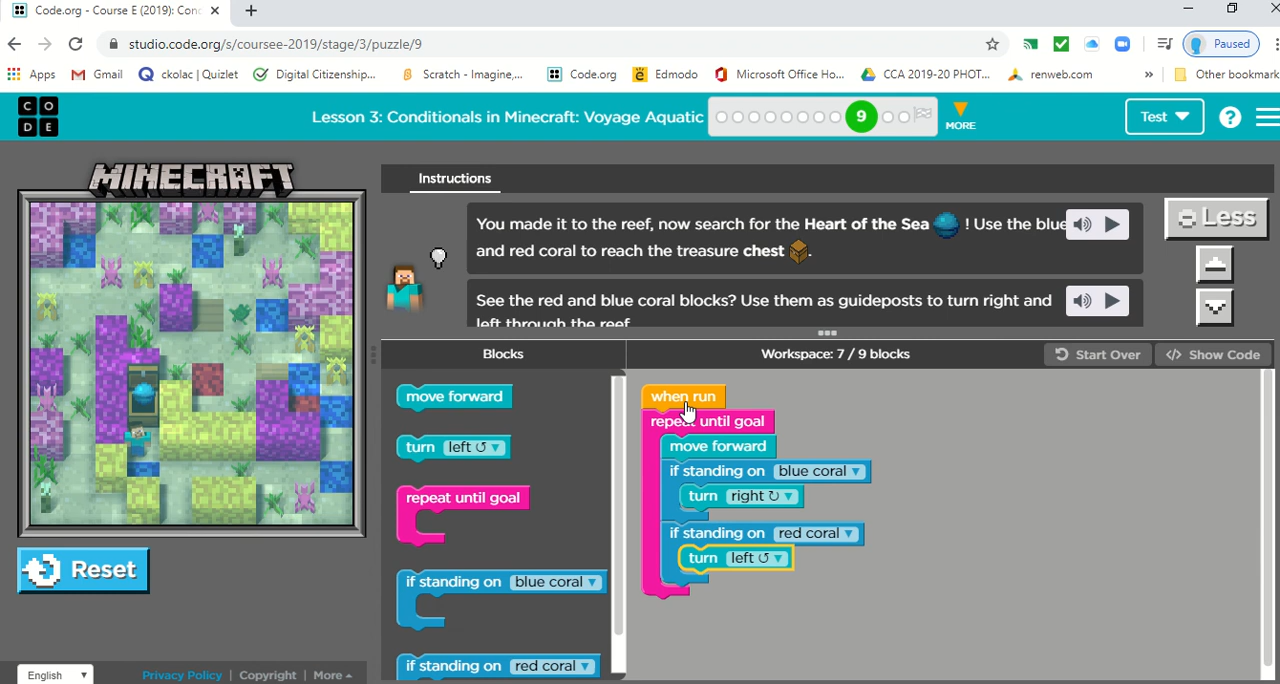 Code.org - Course E (2019): Conc
studio.code.org/s/coursee-2019/stage/3/puzzle/9
Paused
Apps
Gmail
ckolac | Quizlet
Digital Citizenship...
Scratch - Imagine,...
Code.org
Edmodo
Microsoft Office Ho...
CCA 2019-20 PHOT...
renweb.com
»
Other bookmark
C O
D E
Lesson 3: Conditionals in Minecraft: Voyage Aquatic
9
MORE
Test
?
MINECRAFT
Instructions
You made it to the reef, now search for the Heart of the Sea ! Use the blue
and red coral to reach the treasure chest .
See the red and blue coral blocks? Use them as guideposts to turn right and
left through the reef.
Less
Blocks
Workspace: 7 / 9 blocks
Start Over
</> Show Code
move forward
turn left ↺ ▼
repeat until goal
if standing on blue coral ▼
if standing on red coral ▼
when run
repeat until goal
move forward
if standing on blue coral ▼
turn right ↻ ▼
if standing on red coral ▼
turn left ↺ ▼
Reset
English
Privacy Policy | Copyright | More